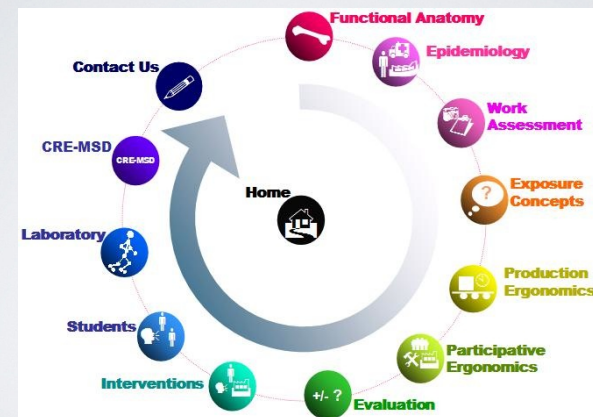 Functional Anatomy
Epidemiology
Work
Assessment
?
Exposure
Concepts
Production
Ergonomics
Participative
Ergonomics
+/- ?
Evaluation
Interventions
Students
Laboratory
CRE-MSD
CRE-MSD
Contact Us
Home